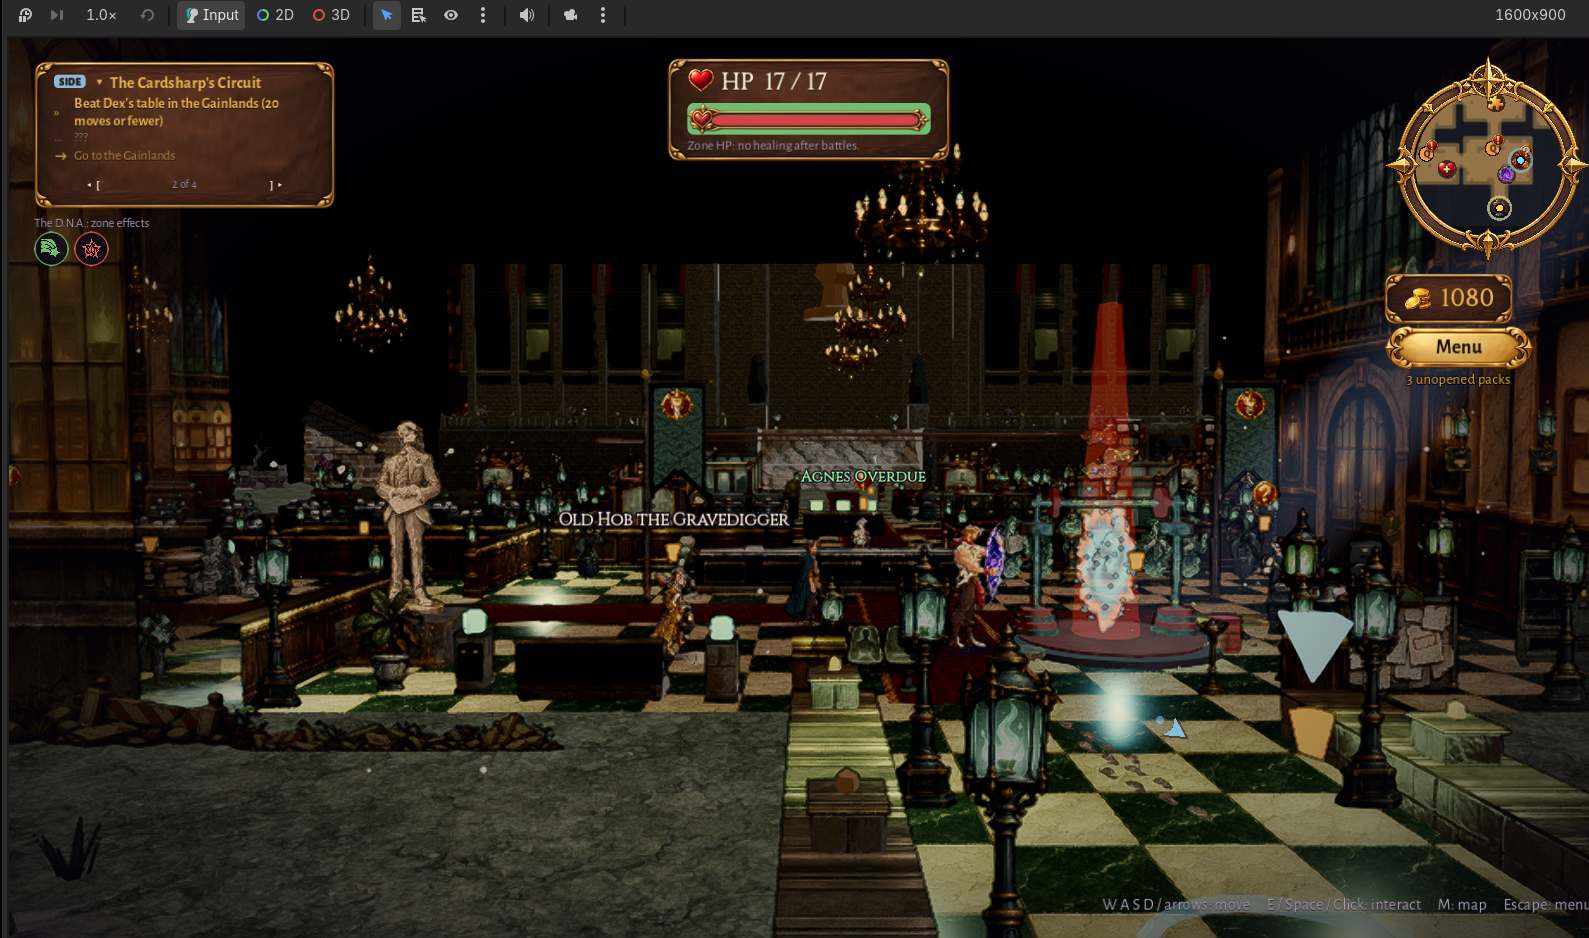 1.0×
Input
2D
3D
1600x900
SIDE ▾ The Cardsharp's Circuit
» Beat Dex's table in the Gainlands (20
moves or fewer)
... ???
→ Go to the Gainlands
◂ [ 2 of 4 ] ▸
The D.N.A.: zone effects
HP 17 / 17
Zone HP: no healing after battles.
1080
Menu
3 unopened packs
Agnes Overdue
Old Hob the Gravedigger
W A S D / arrows: move E / Space / Click: interact M: map Escape: menu